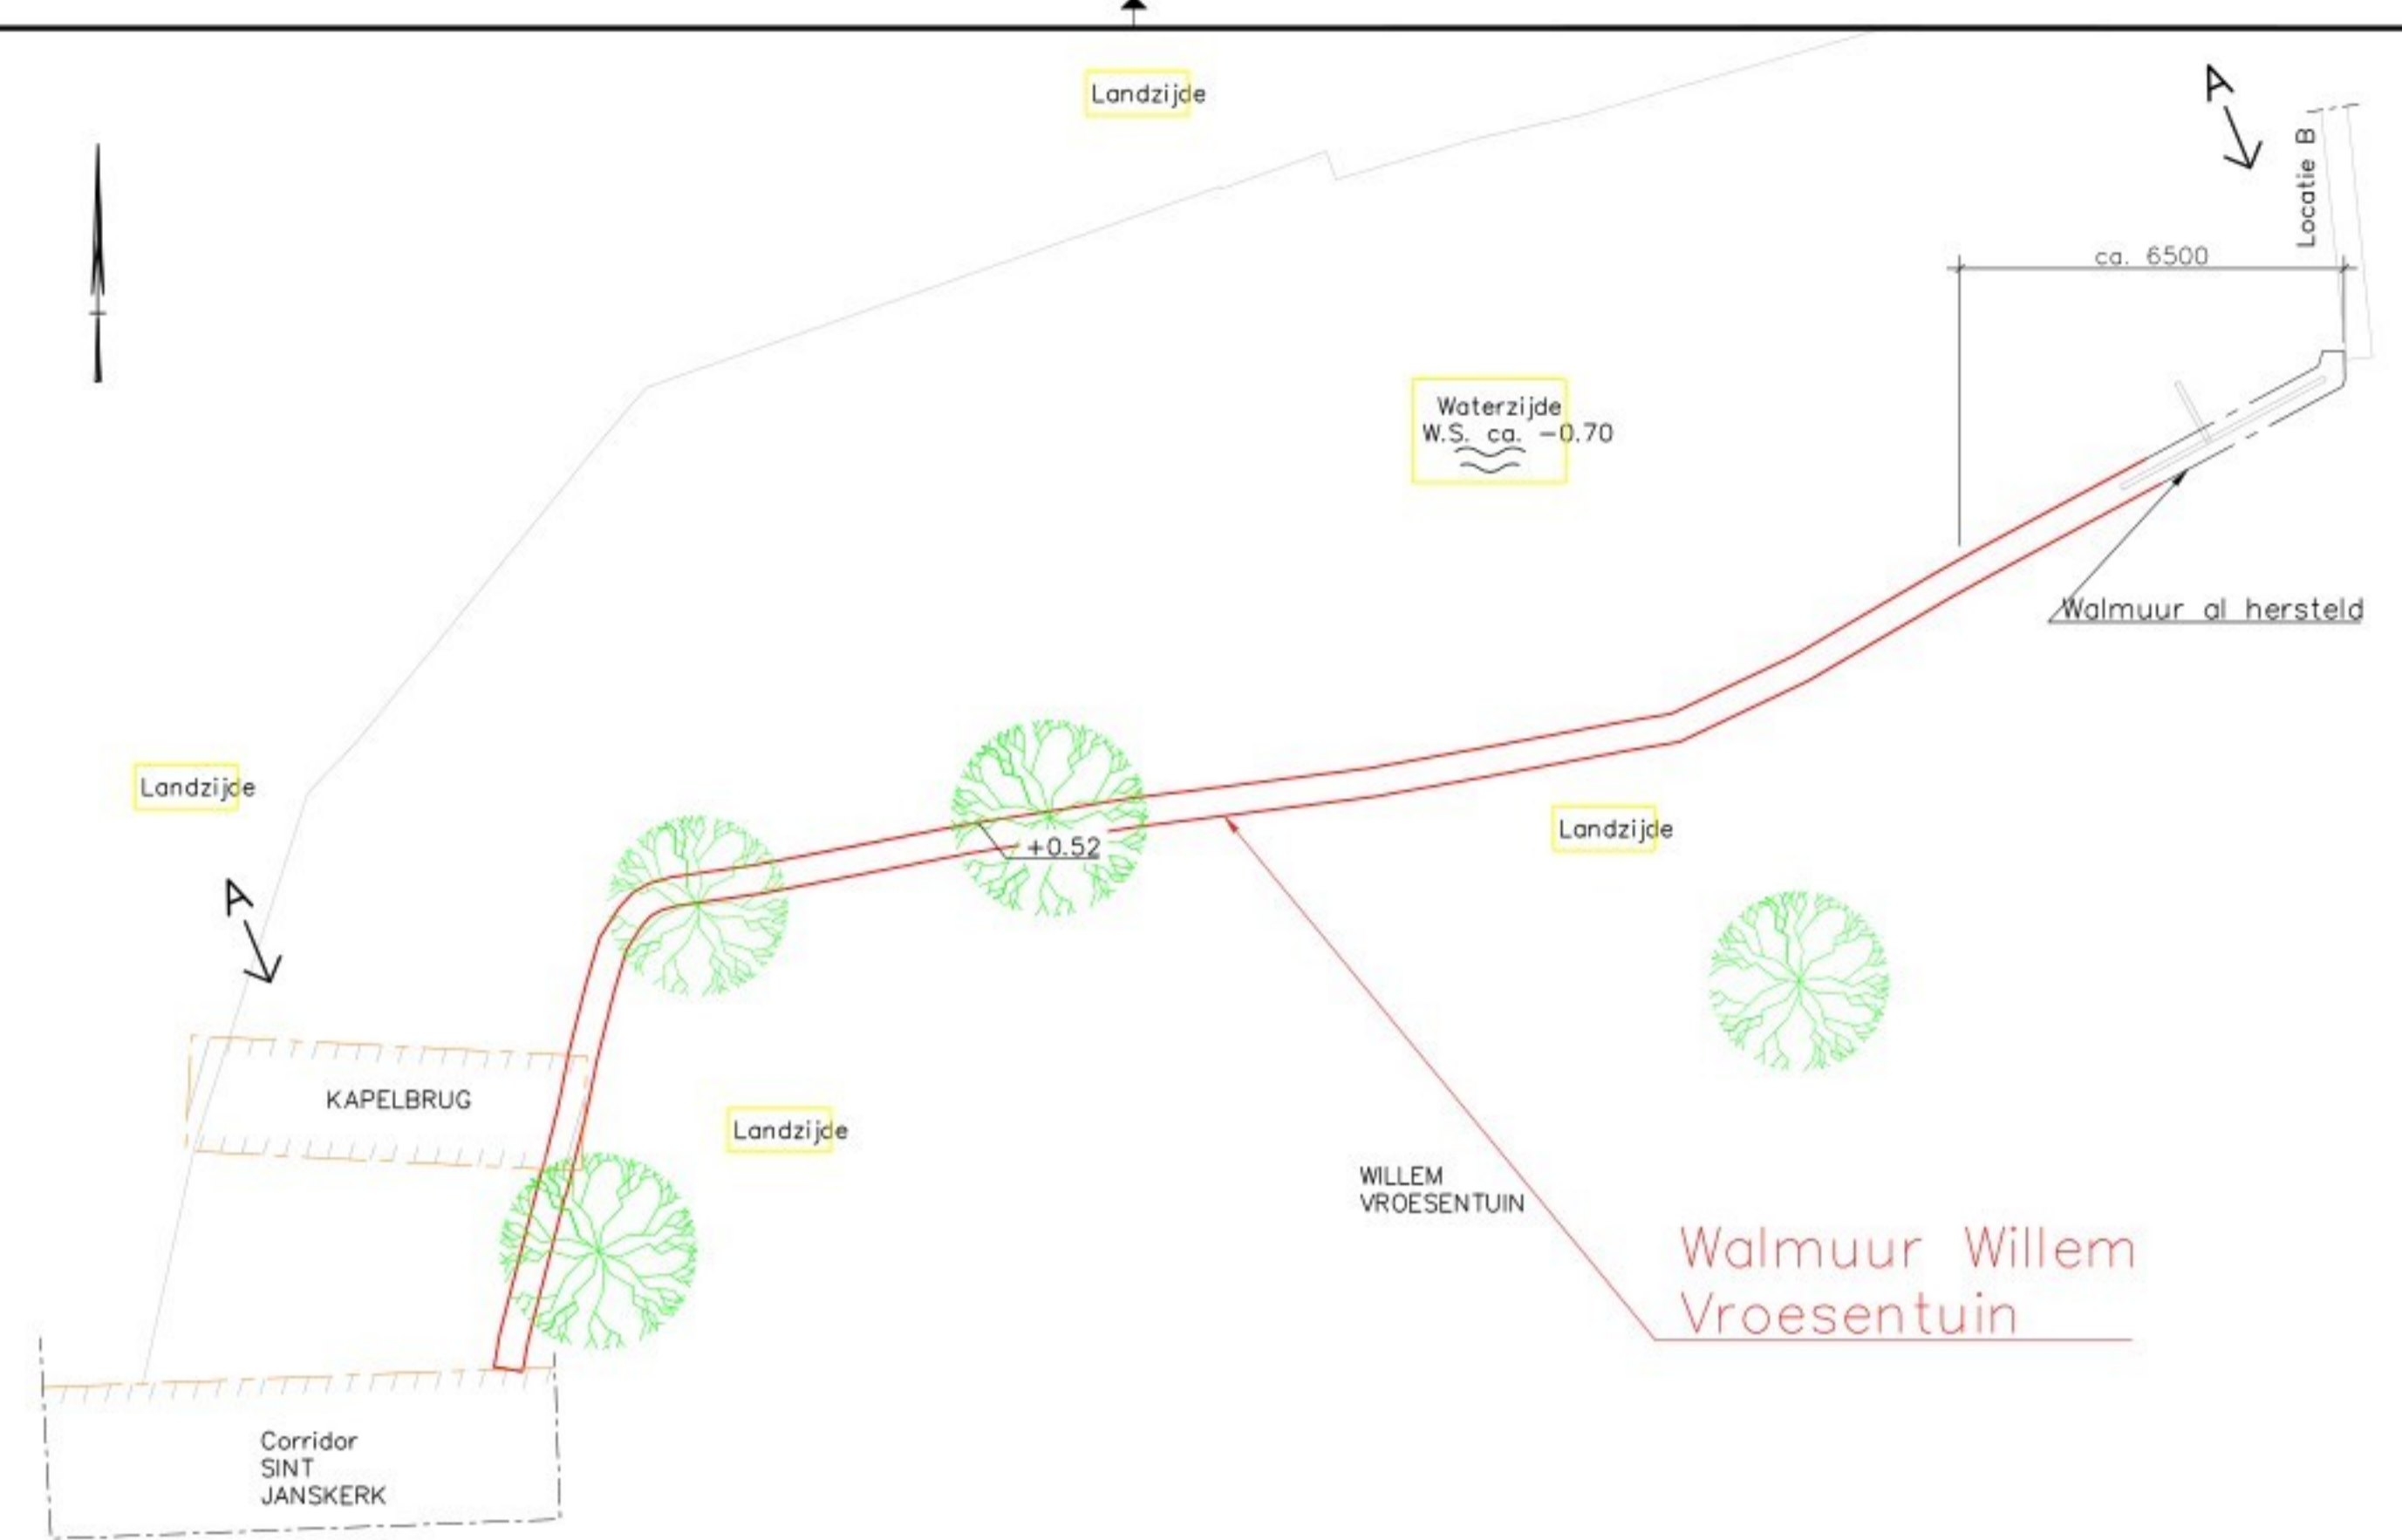 Landzijde
A
Locatie B
ca. 6500
Waterzijde
W.S. ca. -0.70
Walmuur al hersteld
Landzijde
+0.52
Landzijde
A
KAPELBRUG
Landzijde
WILLEM
VROESENTUIN
Walmuur Willem
Vroesentuin
Corridor
SINT
JANSKERK